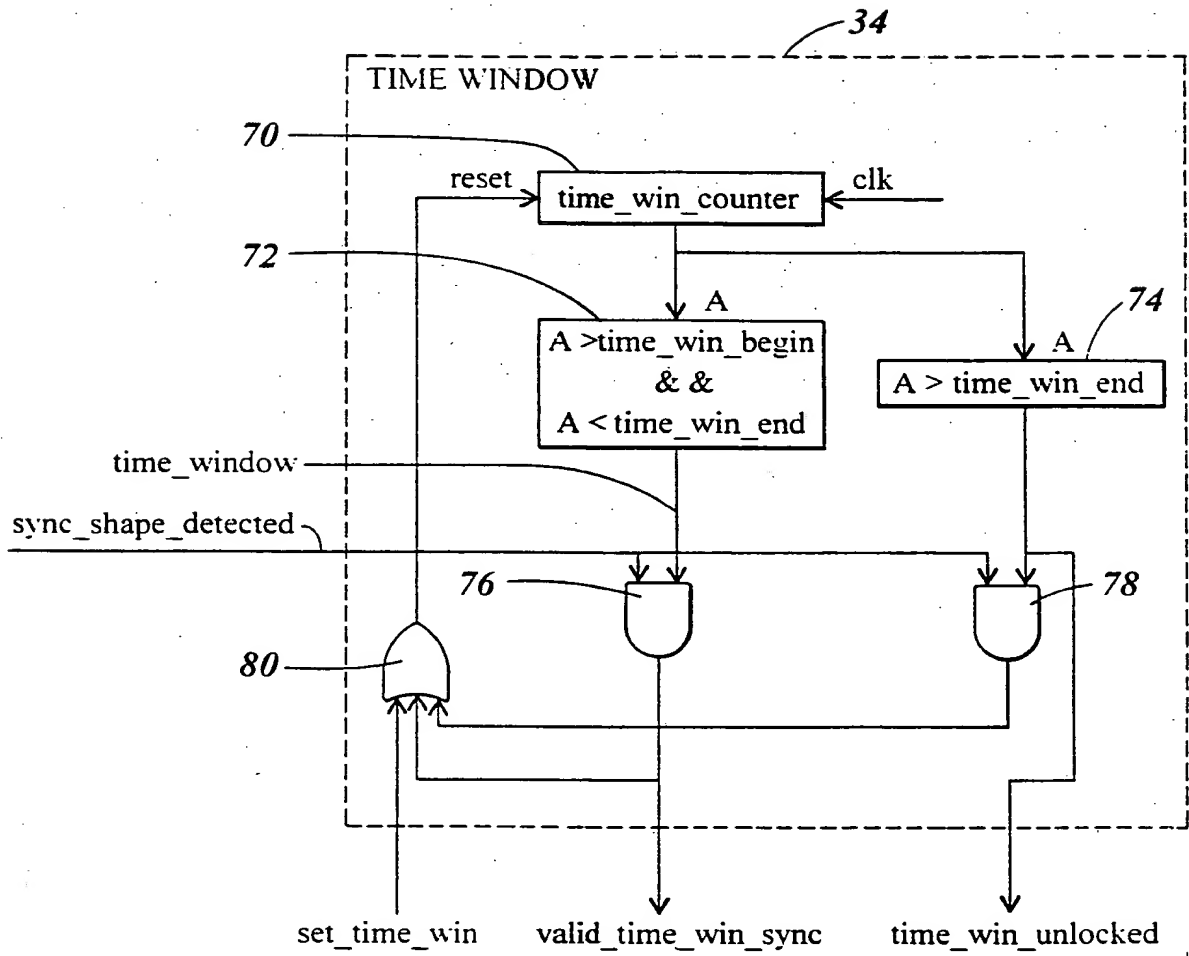 34
TIME WINDOW
70
reset
time_win_counter
clk
72
A
74
A >time_win_begin
& &
A < time_win_end
A
A > time_win_end
time_window
sync_shape_detected
76
78
80
set_time_win
valid_time_win_sync
time_win_unlocked